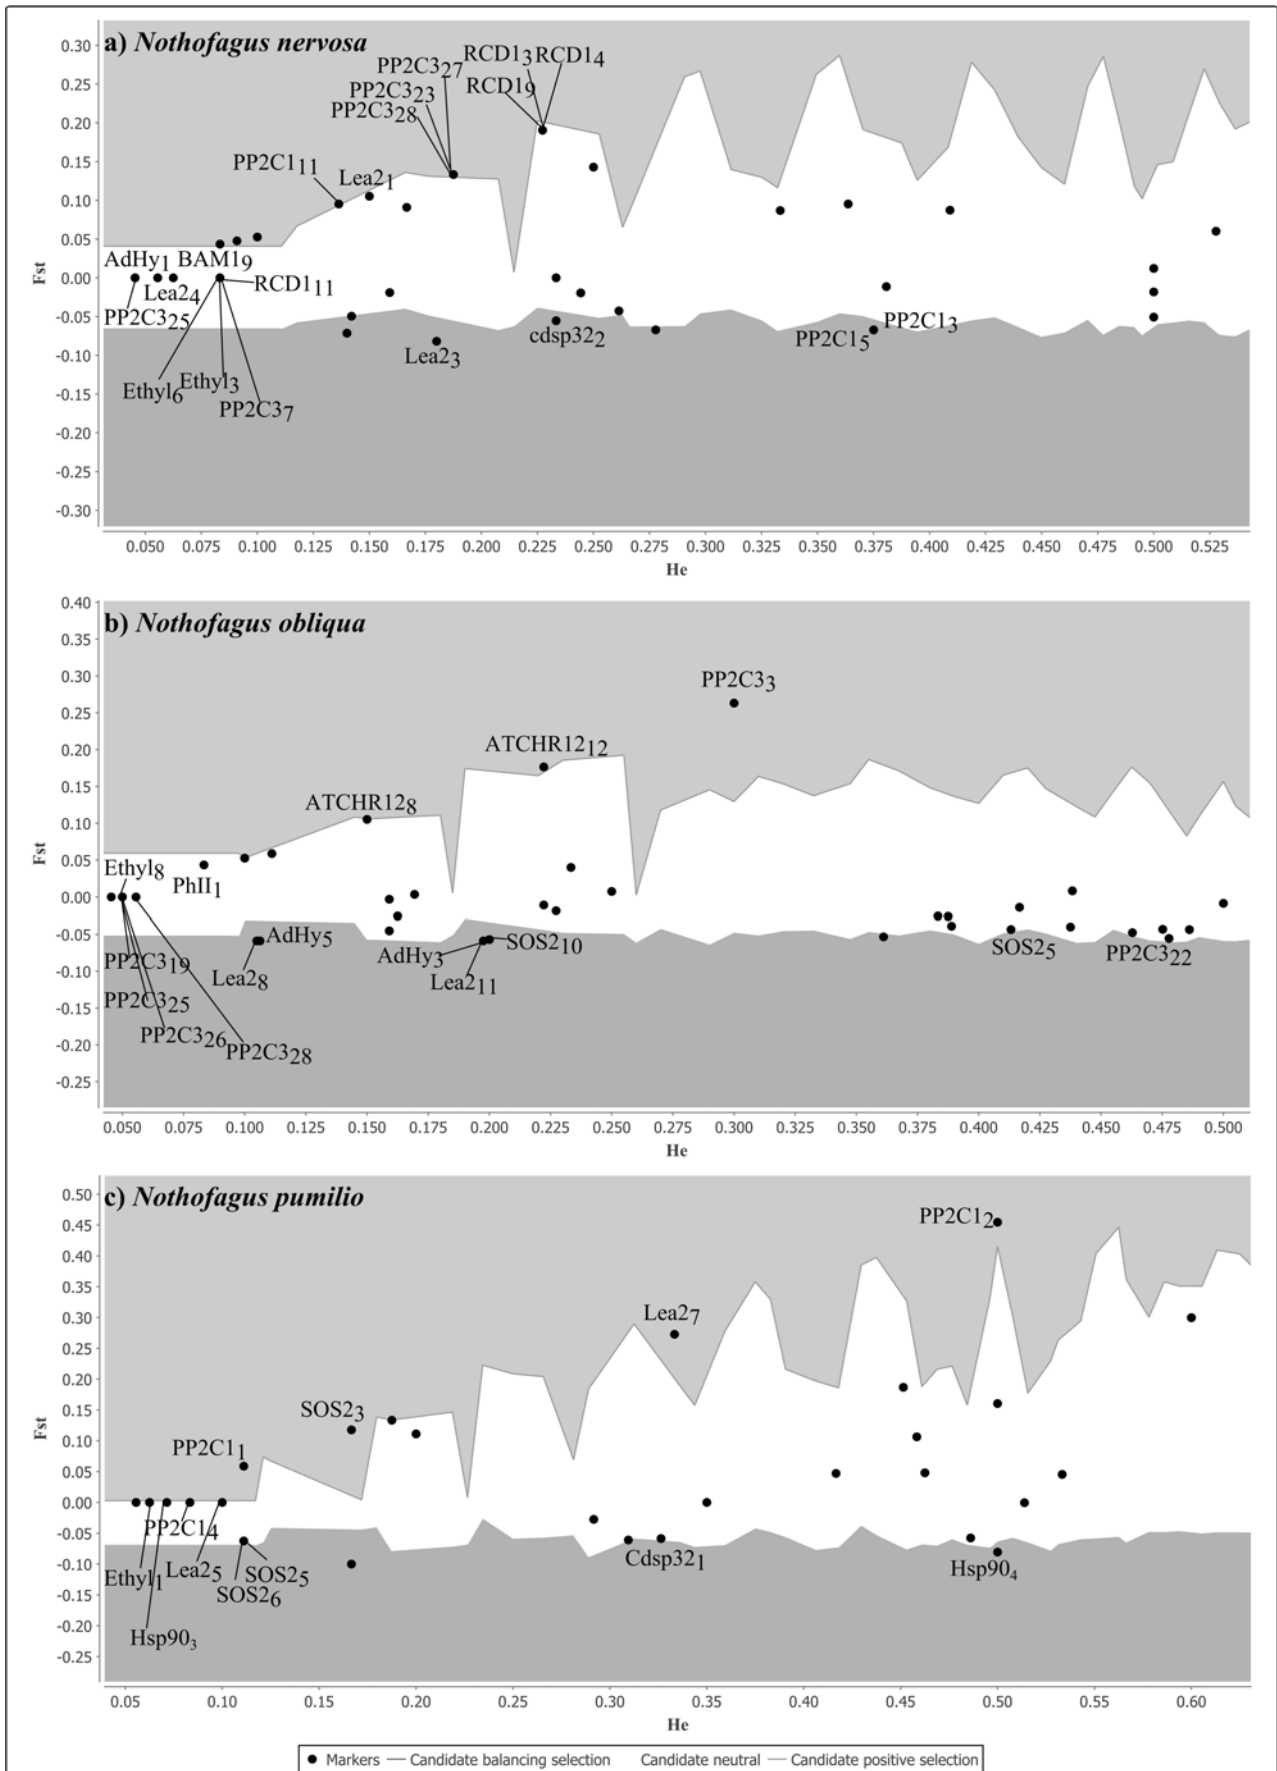 a) Nothofagus nervosa
0.30
0.25
0.20
0.15
0.10
0.05
0.00
-0.05
-0.10
-0.15
-0.20
-0.25
-0.30
Fst
RCD13 RCD14
PP2C327
RCD19
PP2C323
PP2C328
PP2C111
Lea21
AdHy1 BAM19
Lea24
RCD111
PP2C325
cdsp322
PP2C13
PP2C15
Lea23
Ethyl6 Ethyl3
PP2C37
0.050 0.075 0.100 0.125 0.150 0.175 0.200 0.225 0.250 0.275 0.300 0.325 0.350 0.375 0.400 0.425 0.450 0.475 0.500 0.525
He
b) Nothofagus obliqua
0.40
0.35
0.30
0.25
0.20
0.15
0.10
0.05
0.00
-0.05
-0.10
-0.15
-0.20
-0.25
Fst
PP2C33
ATCHR1212
ATCHR128
Ethyl8
PhII1
AdHy5
PP2C319
Lea28
AdHy3
SOS210
Lea211
SOS25
PP2C322
PP2C325
PP2C326
PP2C328
0.050 0.075 0.100 0.125 0.150 0.175 0.200 0.225 0.250 0.275 0.300 0.325 0.350 0.375 0.400 0.425 0.450 0.475 0.500
He
c) Nothofagus pumilio
0.50
0.45
0.40
0.35
0.30
0.25
0.20
0.15
0.10
0.05
0.00
-0.05
-0.10
-0.15
-0.20
-0.25
Fst
PP2C12
Lea27
SOS23
PP2C11
PP2C14
Ethyl1
Lea25
SOS25
SOS26
Hsp903
Cdsp321
Hsp904
0.05 0.10 0.15 0.20 0.25 0.30 0.35 0.40 0.45 0.50 0.55 0.60
He
Markers Candidate balancing selection Candidate neutral Candidate positive selection